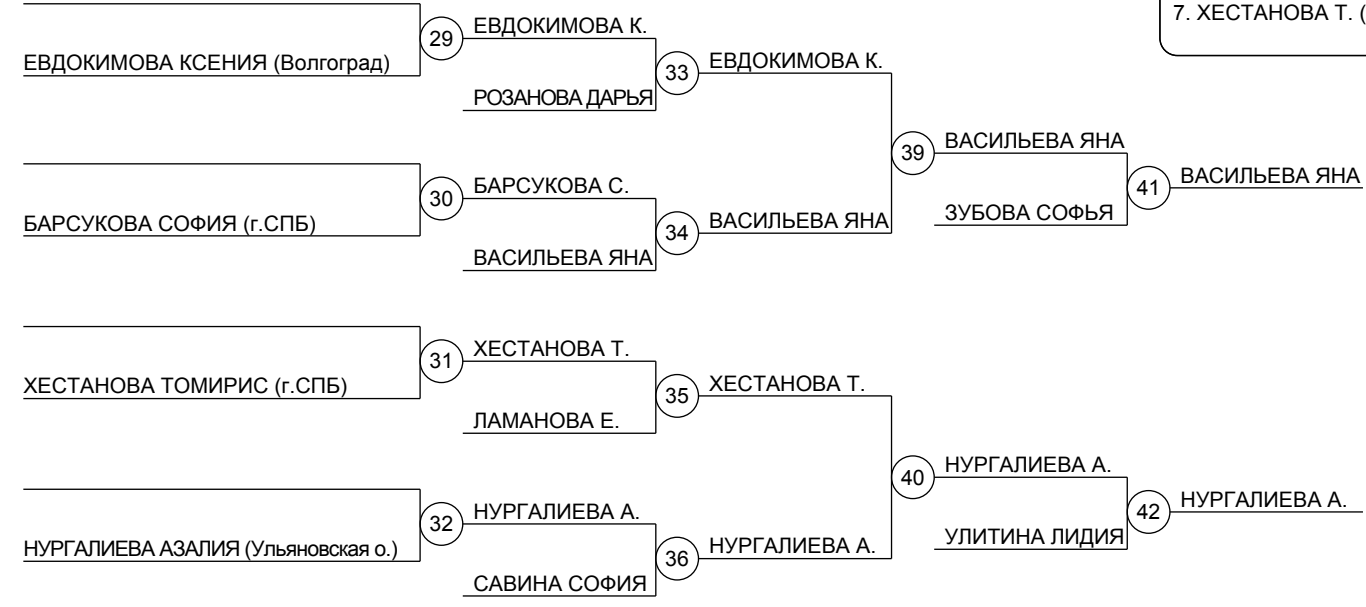 7. ХЕСТАНОВА Т. (
29
ЕВДОКИМОВА К.
ЕВДОКИМОВА КСЕНИЯ (Волгоград)
33
ЕВДОКИМОВА К.
РОЗАНОВА ДАРЬЯ
39
ВАСИЛЬЕВА ЯНА
30
БАРСУКОВА С.
41
ВАСИЛЬЕВА ЯНА
БАРСУКОВА СОФИЯ (г.СПБ)
34
ВАСИЛЬЕВА ЯНА
ЗУБОВА СОФЬЯ
ВАСИЛЬЕВА ЯНА
31
ХЕСТАНОВА Т.
ХЕСТАНОВА ТОМИРИС (г.СПБ)
35
ХЕСТАНОВА Т.
ЛАМАНОВА Е.
40
НУРГАЛИЕВА А.
32
НУРГАЛИЕВА А.
42
НУРГАЛИЕВА А.
НУРГАЛИЕВА АЗАЛИЯ (Ульяновская о.)
36
НУРГАЛИЕВА А.
УЛИТИНА ЛИДИЯ
САВИНА СОФИЯ